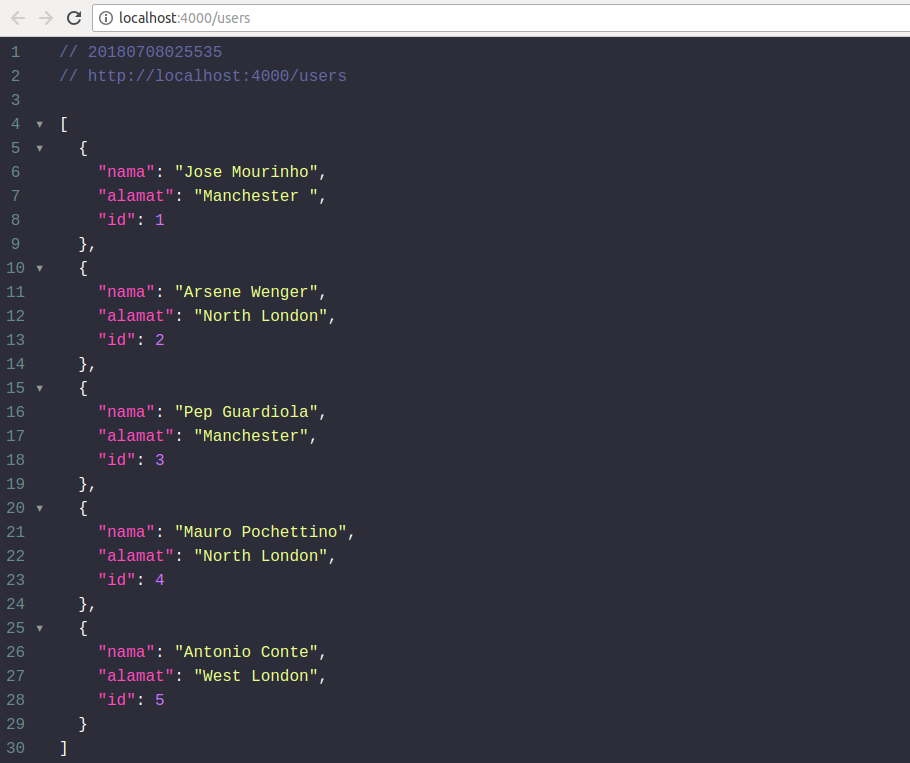 localhost:4000/users
1 // 20180708025535
2 // http://localhost:4000/users
3
4 [
5 {
6 "nama": "Jose Mourinho",
7 "alamat": "Manchester ",
8 "id": 1
9 },
10 {
11 "nama": "Arsene Wenger",
12 "alamat": "North London",
13 "id": 2
14 },
15 {
16 "nama": "Pep Guardiola",
17 "alamat": "Manchester",
18 "id": 3
19 },
20 {
21 "nama": "Mauro Pochettino",
22 "alamat": "North London",
23 "id": 4
24 },
25 {
26 "nama": "Antonio Conte",
27 "alamat": "West London",
28 "id": 5
29 }
30 ]